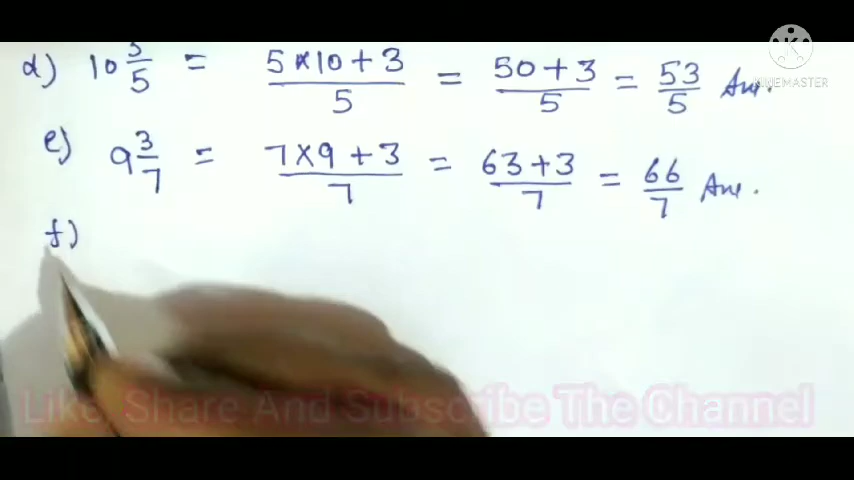 d) 10 3/5 = (5×10+3)/5 = (50+3)/5 = 53/5 Ans.
KINEMASTER
e) 9 3/7 = (7×9+3)/7 = (63+3)/7 = 66/7 Ans.
f)
Like, Share And Subscribe The Channel